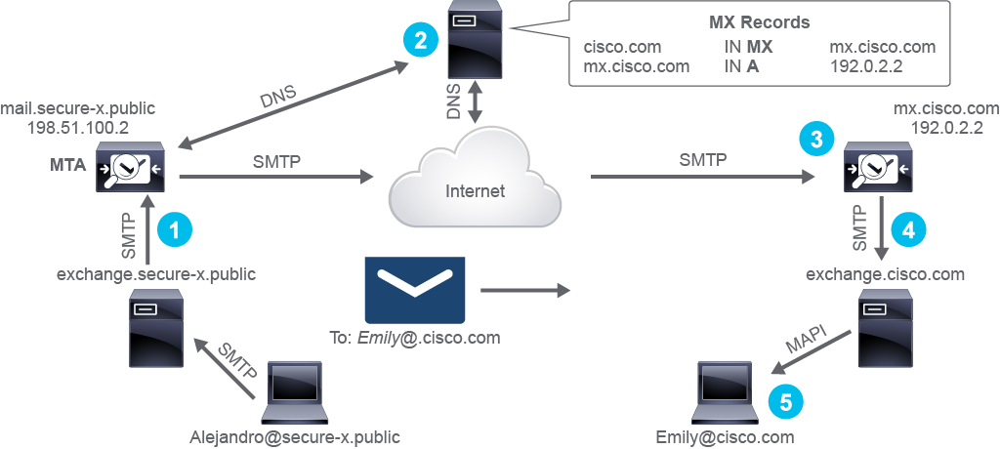 MX Records
cisco.com IN MX mx.cisco.com
mx.cisco.com IN A 192.0.2.2
2
DNS
DNS
mail.secure-x.public
198.51.100.2
MTA
SMTP
Internet
SMTP
mx.cisco.com
192.0.2.2
3
SMTP
1
SMTP
4
exchange.secure-x.public
exchange.cisco.com
To: Emily@.cisco.com
SMTP
MAPI
5
Alejandro@secure-x.public
Emily@cisco.com